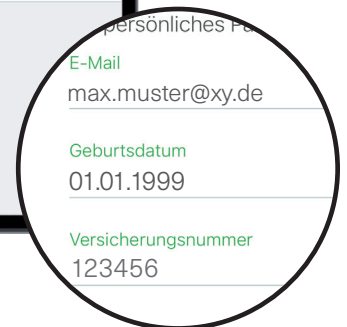 persönliches
E-Mail
max.muster@xy.de
Geburtsdatum
01.01.1999
Versicherungsnummer
123456